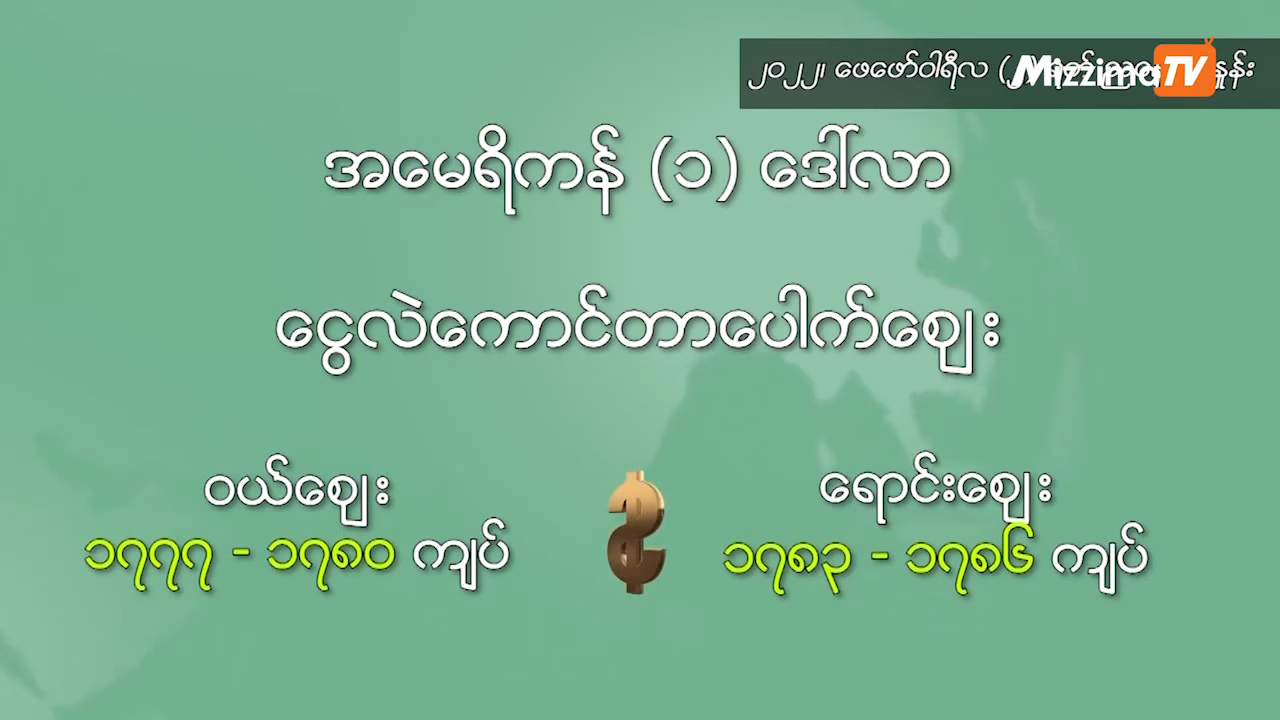 ၂၀၂၂၊ ဖေဖော်ဝါရီလ
Mizzima TV
အမေရိကန် (၁) ဒေါ်လာ
ငွေလဲကောင်တာပေါက်ဈေး
ဝယ်ဈေး
၁၇၇၇ - ၁၇၈၀ ကျပ်
ရောင်းဈေး
၁၇၈၃ - ၁၇၈၆ ကျပ်